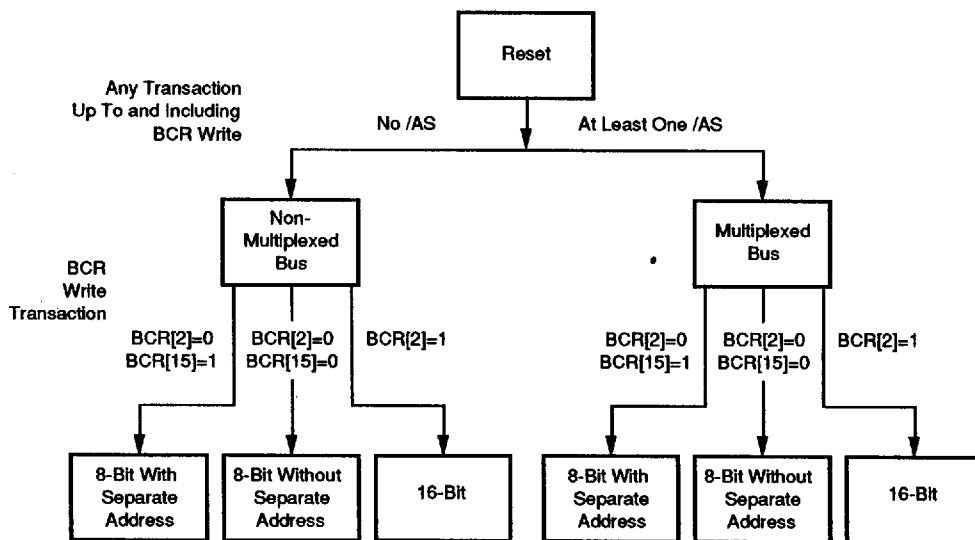 Reset
Any Transaction
Up To and Including
BCR Write
No /AS
At Least One /AS
Non-
Multiplexed
Bus
Multiplexed
Bus
BCR
Write
Transaction
BCR[2]=0
BCR[15]=1
BCR[2]=0
BCR[15]=0
BCR[2]=1
BCR[2]=0
BCR[15]=1
BCR[2]=0
BCR[15]=0
BCR[2]=1
8-Bit With
Separate
Address
8-Bit Without
Separate
Address
16-Bit
8-Bit With
Separate
Address
8-Bit Without
Separate
Address
16-Bit